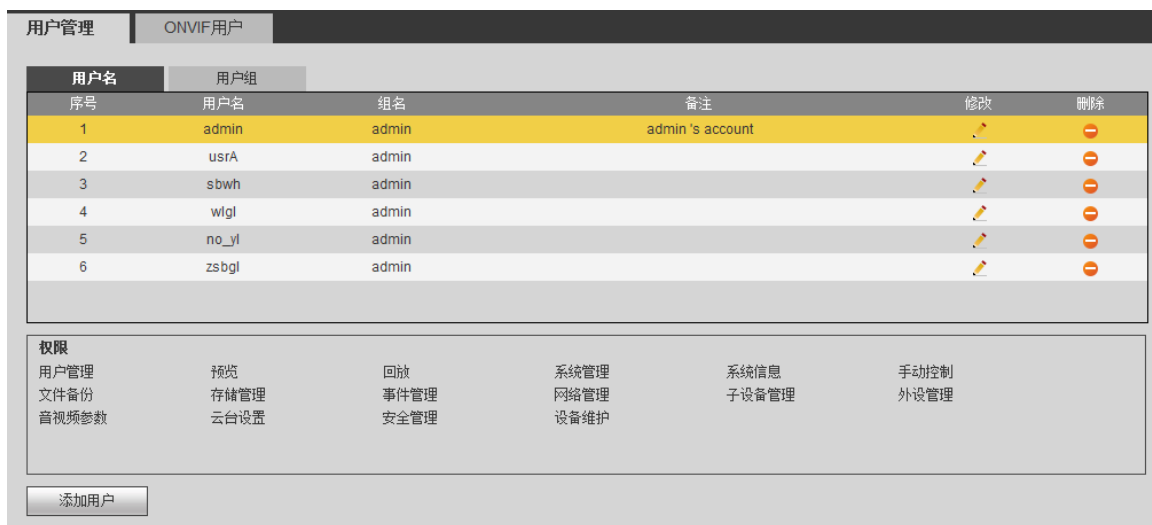 用户管理 ONVIF用户
用户名 用户组
序号 用户名 组名 备注 修改 删除
1 admin admin admin 's account
2 usrA admin
3 sbwh admin
4 wlgl admin
5 no_yl admin
6 zsbgl admin
权限
用户管理 预览 回放 系统管理 系统信息 手动控制
文件备份 存储管理 事件管理 网络管理 子设备管理 外设管理
音视频参数 云台设置 安全管理 设备维护
添加用户